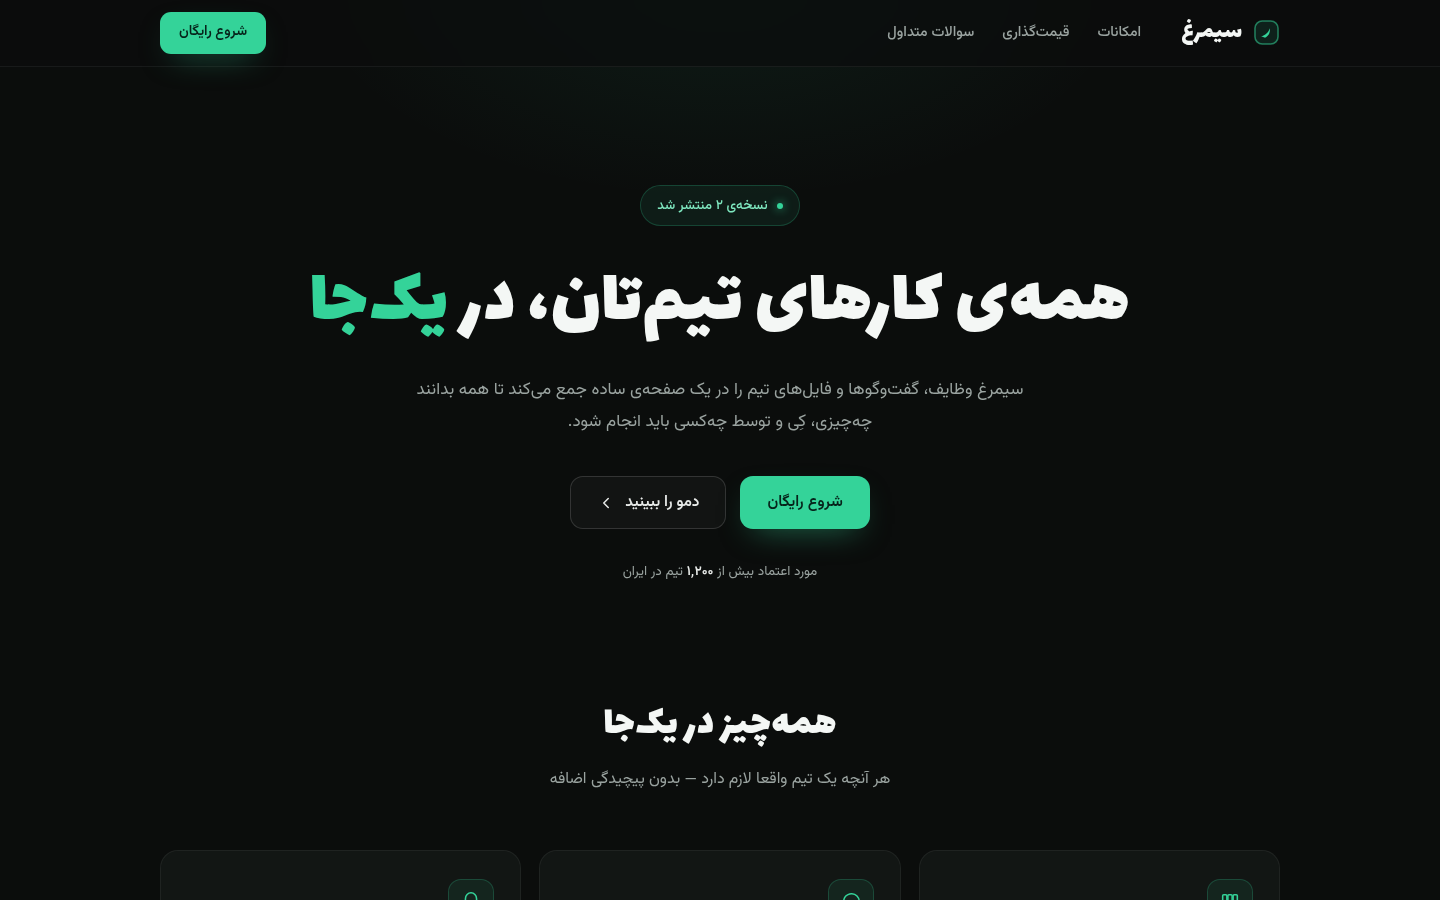 سیمرغ
امکانات
قیمت‌گذاری
سوالات متداول
شروع رایگان
نسخه‌ی ۲ منتشر شد
همه‌ی کارهای تیم‌تان، در یک‌جا
سیمرغ وظایف، گفت‌وگوها و فایل‌های تیم را در یک صفحه‌ی ساده جمع می‌کند تا همه بدانند
چه‌چیزی، کِی و توسط چه‌کسی باید انجام شود.
شروع رایگان
دمو را ببینید
مورد اعتماد بیش از ۱,۲۰۰ تیم در ایران
همه‌چیز در یک‌جا
هر آنچه یک تیم واقعا لازم دارد — بدون پیچیدگی اضافه